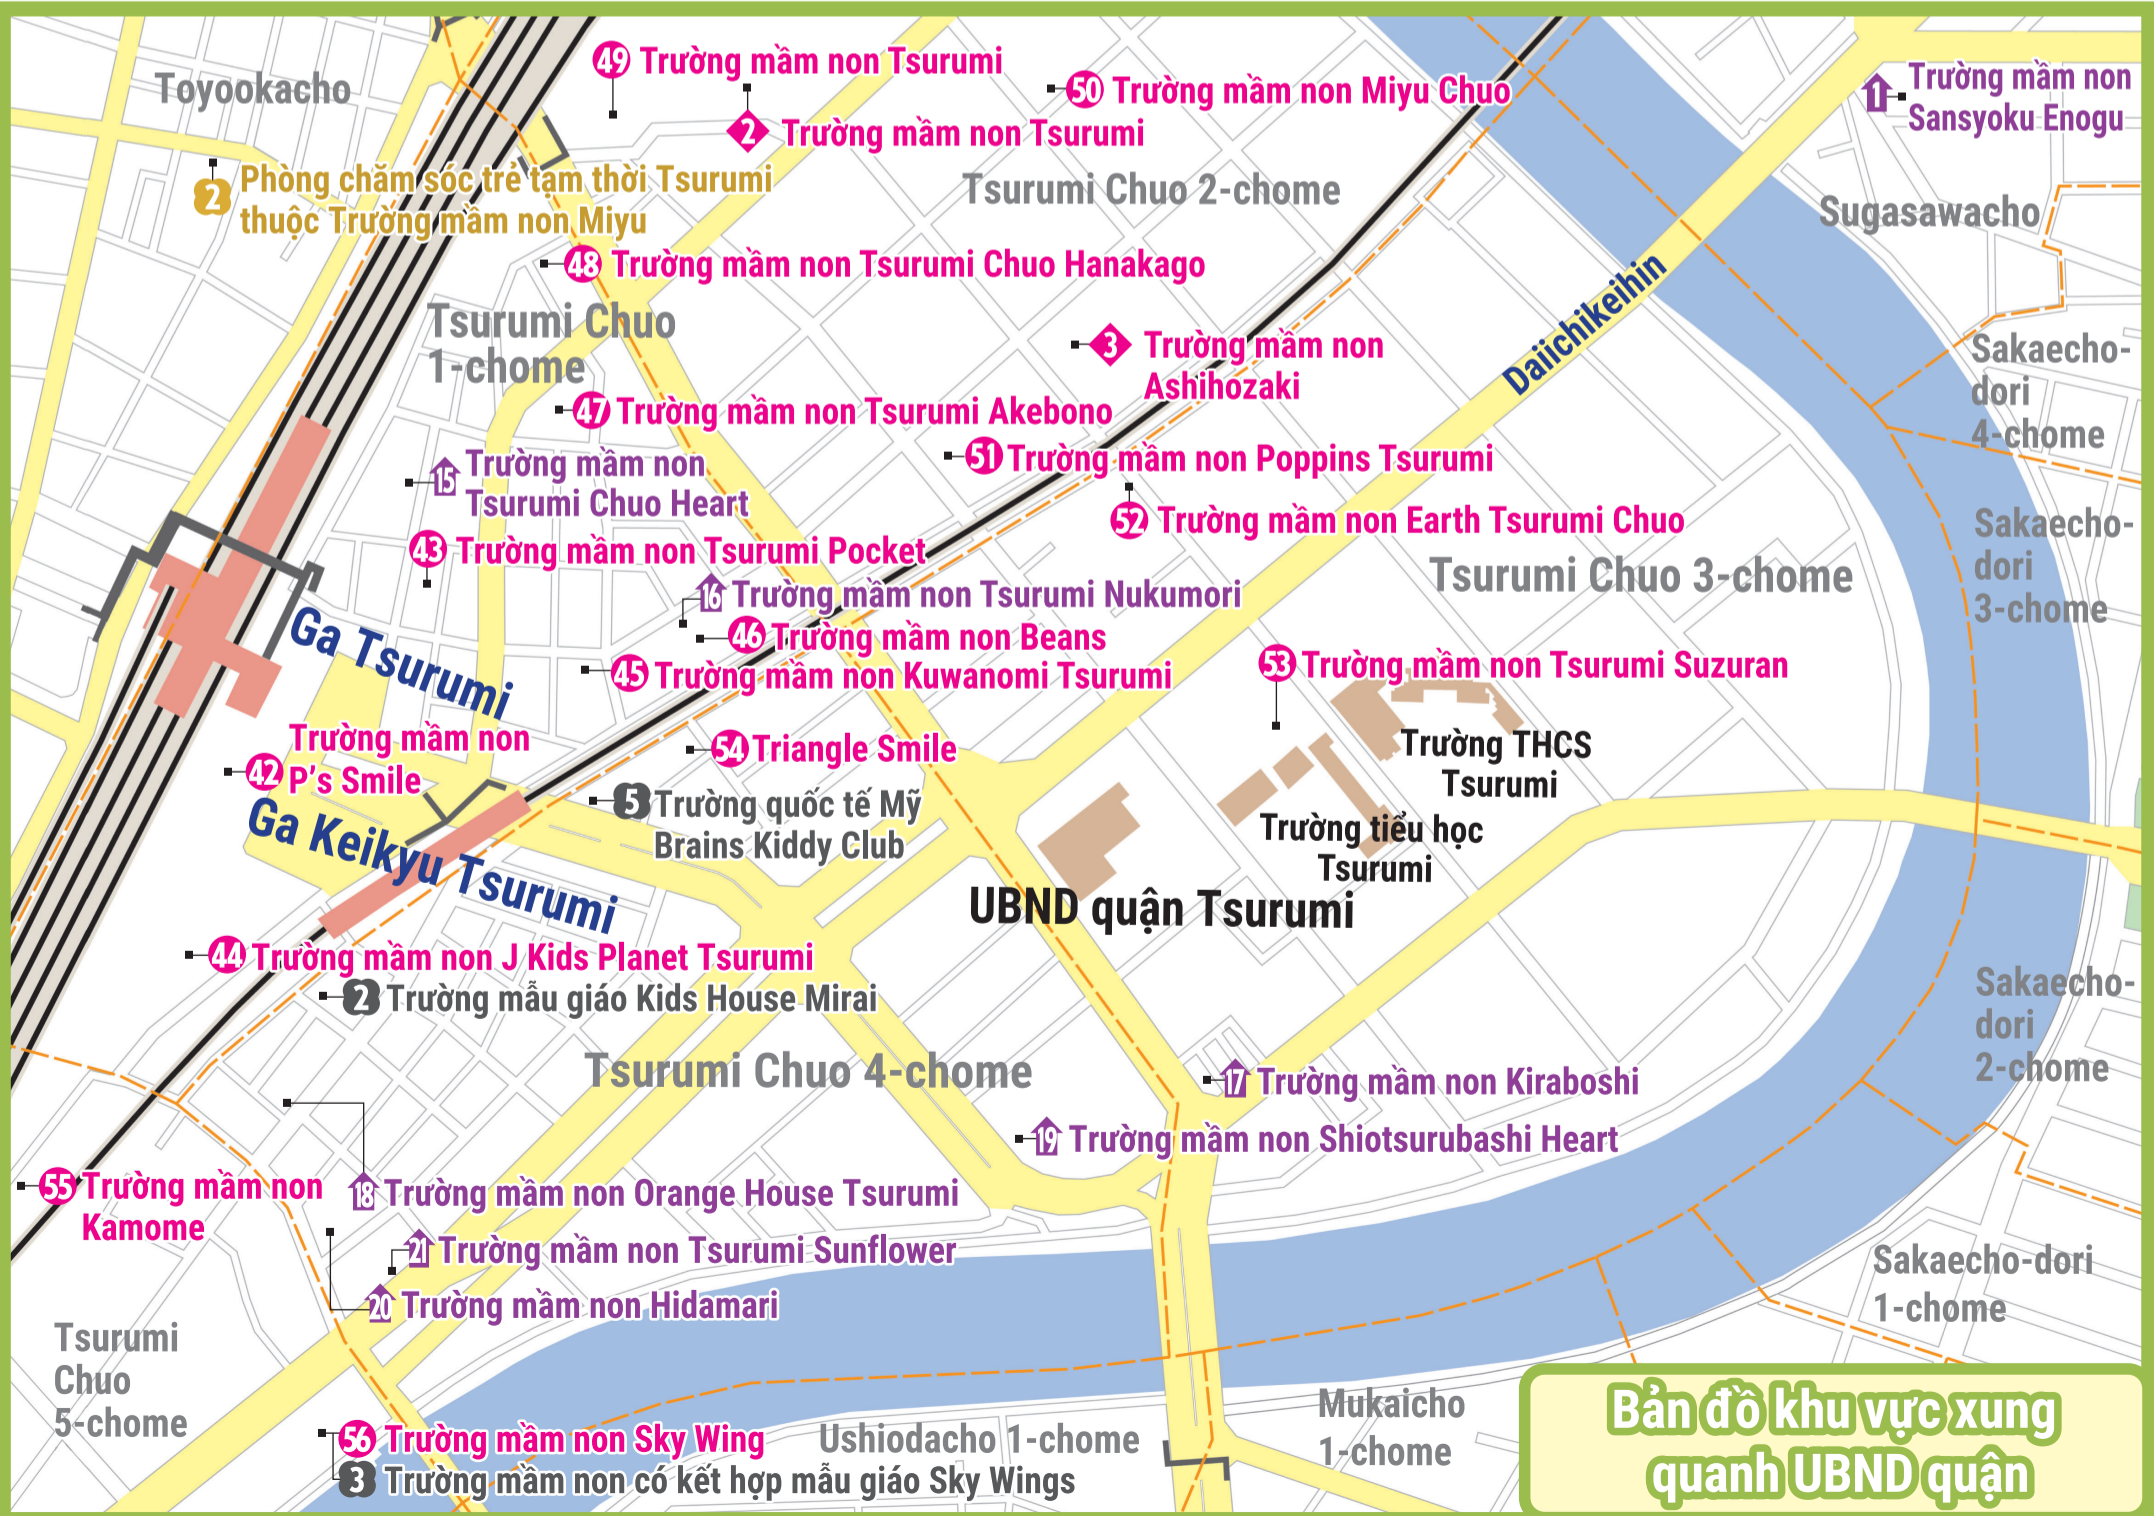 49 Trường mầm non Tsurumi
50 Trường mầm non Miyu Chuo
1 Trường mầm non
Sansyoku Enogu
Toyookacho
2 Trường mầm non Tsurumi
2 Phòng chăm sóc trẻ tạm thời Tsurumi
thuộc Trường mầm non Miyu
Tsurumi Chuo 2-chome
Sugasawacho
48 Trường mầm non Tsurumi Chuo Hanakago
Daiichikeihin
Tsurumi Chuo
1-chome
3 Trường mầm non
Ashihozaki
Sakaecho-
dori
4-chome
47 Trường mầm non Tsurumi Akebono
51 Trường mầm non Poppins Tsurumi
15 Trường mầm non
Tsurumi Chuo Heart
52 Trường mầm non Earth Tsurumi Chuo
Sakaecho-
dori
3-chome
43 Trường mầm non Tsurumi Pocket
Tsurumi Chuo 3-chome
16 Trường mầm non Tsurumi Nukumori
46 Trường mầm non Beans
Ga Tsurumi
45 Trường mầm non Kuwanomi Tsurumi
53 Trường mầm non Tsurumi Suzuran
42 Trường mầm non
P's Smile
54 Triangle Smile
Trường THCS
Tsurumi
5 Trường quốc tế Mỹ
Brains Kiddy Club
Ga Keikyu Tsurumi
Trường tiểu học
Tsurumi
UBND quận Tsurumi
44 Trường mầm non J Kids Planet Tsurumi
2 Trường mẫu giáo Kids House Mirai
Sakaecho-
dori
2-chome
Tsurumi Chuo 4-chome
17 Trường mầm non Kiraboshi
19 Trường mầm non Shiotsurubashi Heart
55 Trường mầm non
Kamome
18 Trường mầm non Orange House Tsurumi
21 Trường mầm non Tsurumi Sunflower
20 Trường mầm non Hidamari
Sakaecho-dori
1-chome
Tsurumi
Chuo
5-chome
56 Trường mầm non Sky Wing
3 Trường mầm non có kết hợp mẫu giáo Sky Wings
Ushiodacho 1-chome
Mukaicho
1-chome
Bản đồ khu vực xung
quanh UBND quận